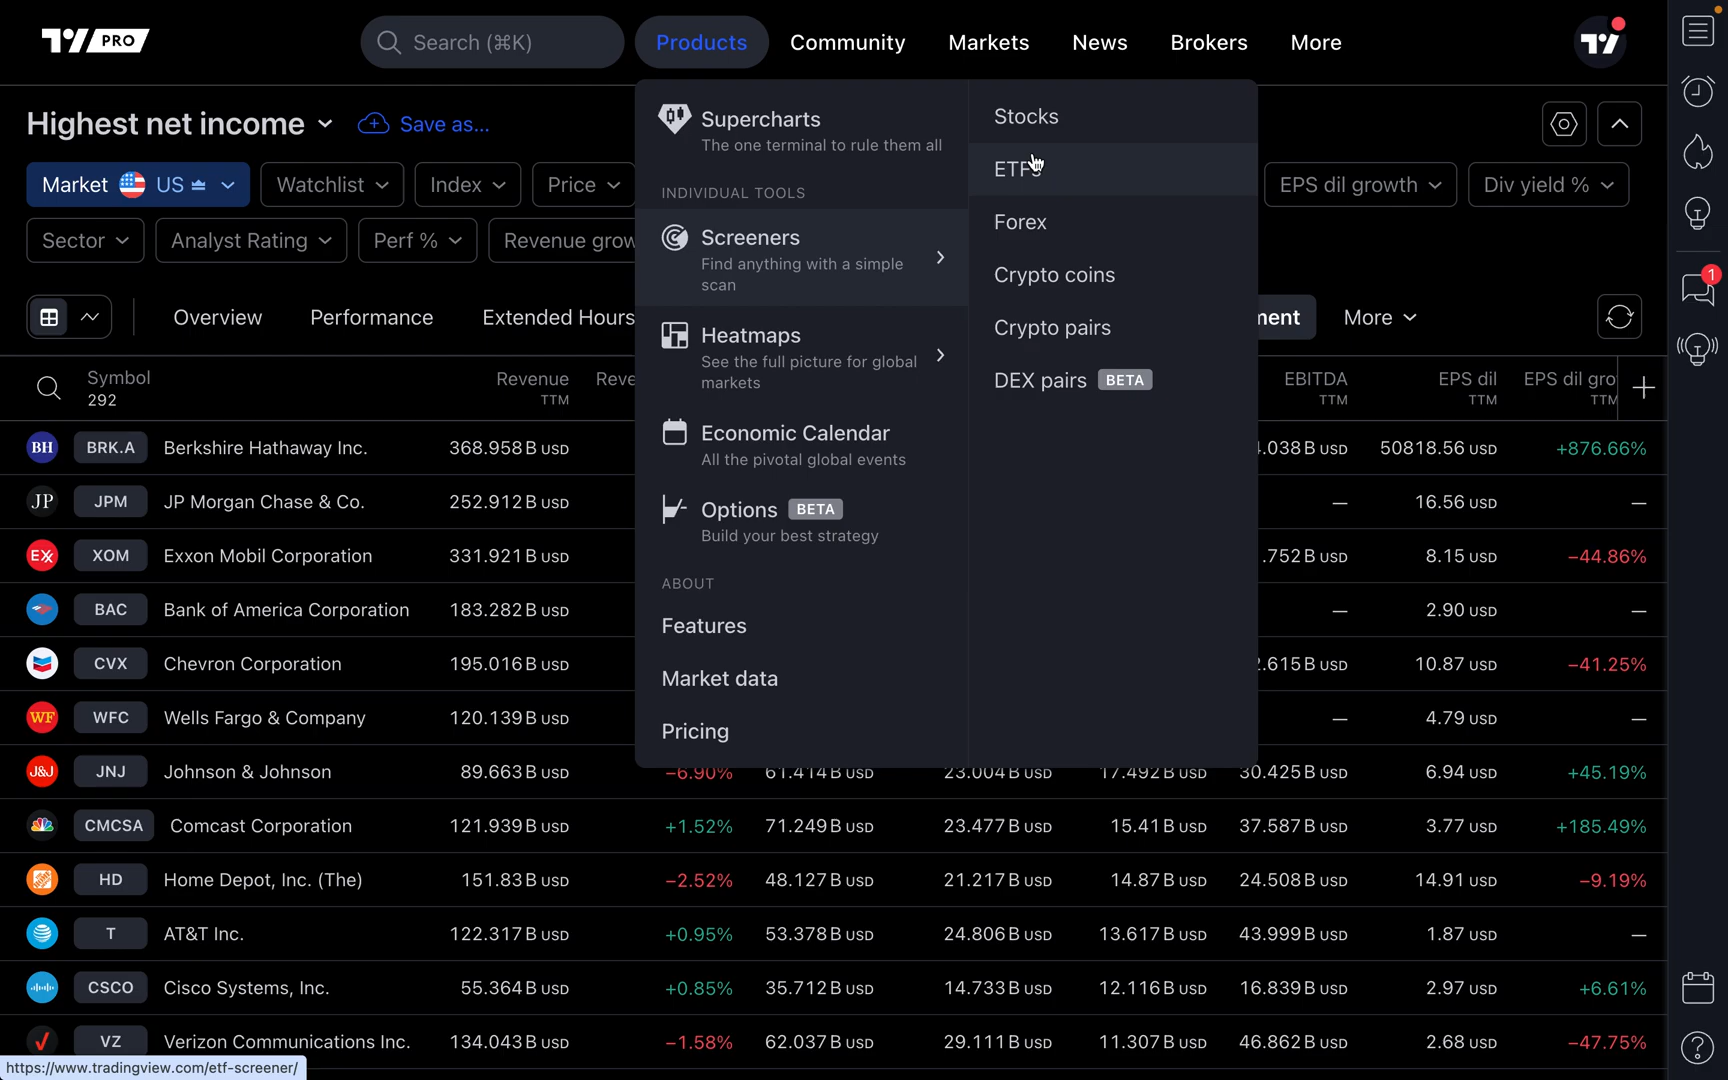 PRO
Search (⌘K)
Products
Community
Markets
News
Brokers
More
Highest net income
Save as...
Market US
Watchlist
Index
Price
EPS dil growth
Div yield %
Sector
Analyst Rating
Perf %
Revenue grow
Supercharts
The one terminal to rule them all
INDIVIDUAL TOOLS
Screeners
Find anything with a simple
scan
Heatmaps
See the full picture for global
markets
Economic Calendar
All the pivotal global events
Options BETA
Build your best strategy
ABOUT
Features
Market data
Pricing
Stocks
ETFs
Forex
Crypto coins
Crypto pairs
DEX pairs BETA
Overview
Performance
Extended Hours
ment
More
1
Symbol
292
Revenue
TTM
Reve
EBITDA
TTM
EPS dil
TTM
EPS dil gro
TTM
BH BRK.A Berkshire Hathaway Inc. 368.958 B USD .038 B USD 50818.56 USD +876.66%
JP JPM JP Morgan Chase & Co. 252.912 B USD — 16.56 USD —
EX XOM Exxon Mobil Corporation 331.921 B USD .752 B USD 8.15 USD −44.86%
BAC Bank of America Corporation 183.282 B USD — 2.90 USD —
CVX Chevron Corporation 195.016 B USD .615 B USD 10.87 USD −41.25%
WF WFC Wells Fargo & Company 120.139 B USD — 4.79 USD —
J&J JNJ Johnson & Johnson 89.663 B USD −6.90% 61.414 B USD 23.004 B USD 17.492 B USD 30.425 B USD 6.94 USD +45.19%
CMCSA Comcast Corporation 121.939 B USD +1.52% 71.249 B USD 23.477 B USD 15.41 B USD 37.587 B USD 3.77 USD +185.49%
HD Home Depot, Inc. (The) 151.83 B USD −2.52% 48.127 B USD 21.217 B USD 14.87 B USD 24.508 B USD 14.91 USD −9.19%
T AT&T Inc. 122.317 B USD +0.95% 53.378 B USD 24.806 B USD 13.617 B USD 43.999 B USD 1.87 USD —
CSCO Cisco Systems, Inc. 55.364 B USD +0.85% 35.712 B USD 14.733 B USD 12.116 B USD 16.839 B USD 2.97 USD +6.61%
VZ Verizon Communications Inc. 134.043 B USD −1.58% 62.037 B USD 29.111 B USD 11.307 B USD 46.862 B USD 2.68 USD −47.75%
https://www.tradingview.com/etf-screener/